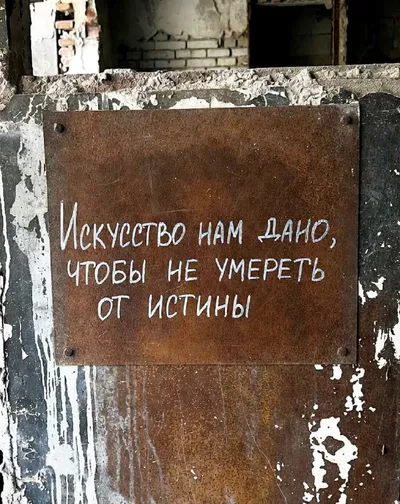 Искусство нам дано,
чтобы не умереть
от истины